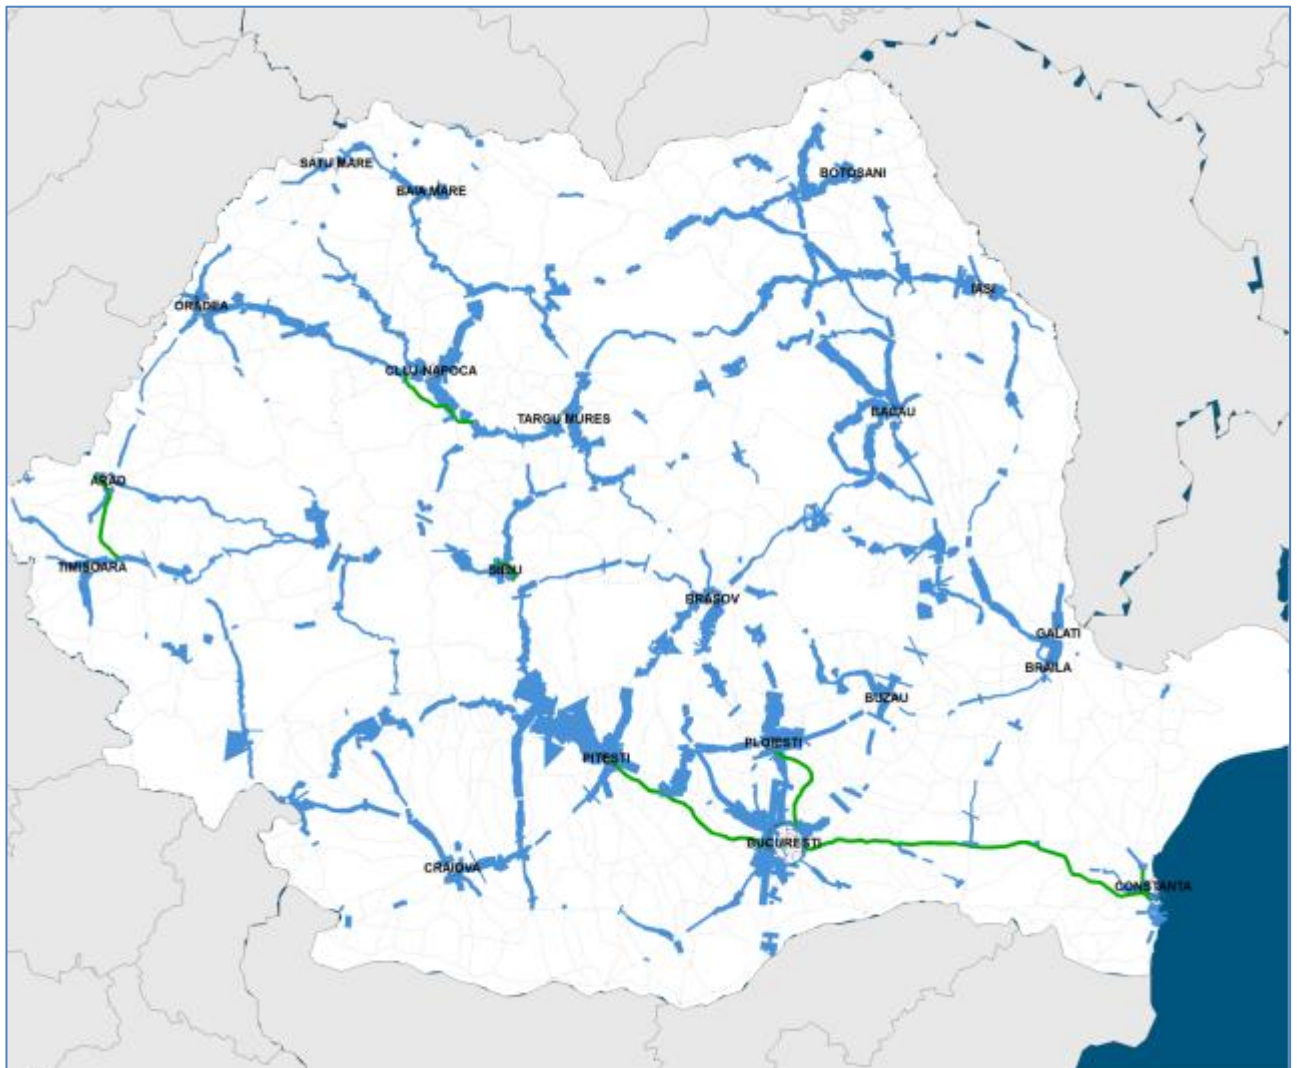 SATU MARE
BOTOSANI
BAIA MARE
IASI
ORADEA
CLUJ-NAPOCA
BACAU
TARGU MURES
ARAD
TIMISOARA
SIBIU
BRASOV
GALATI
BRAILA
BUZAU
PLOIESTI
PITESTI
BUCURESTI
CRAIOVA
CONSTANTA